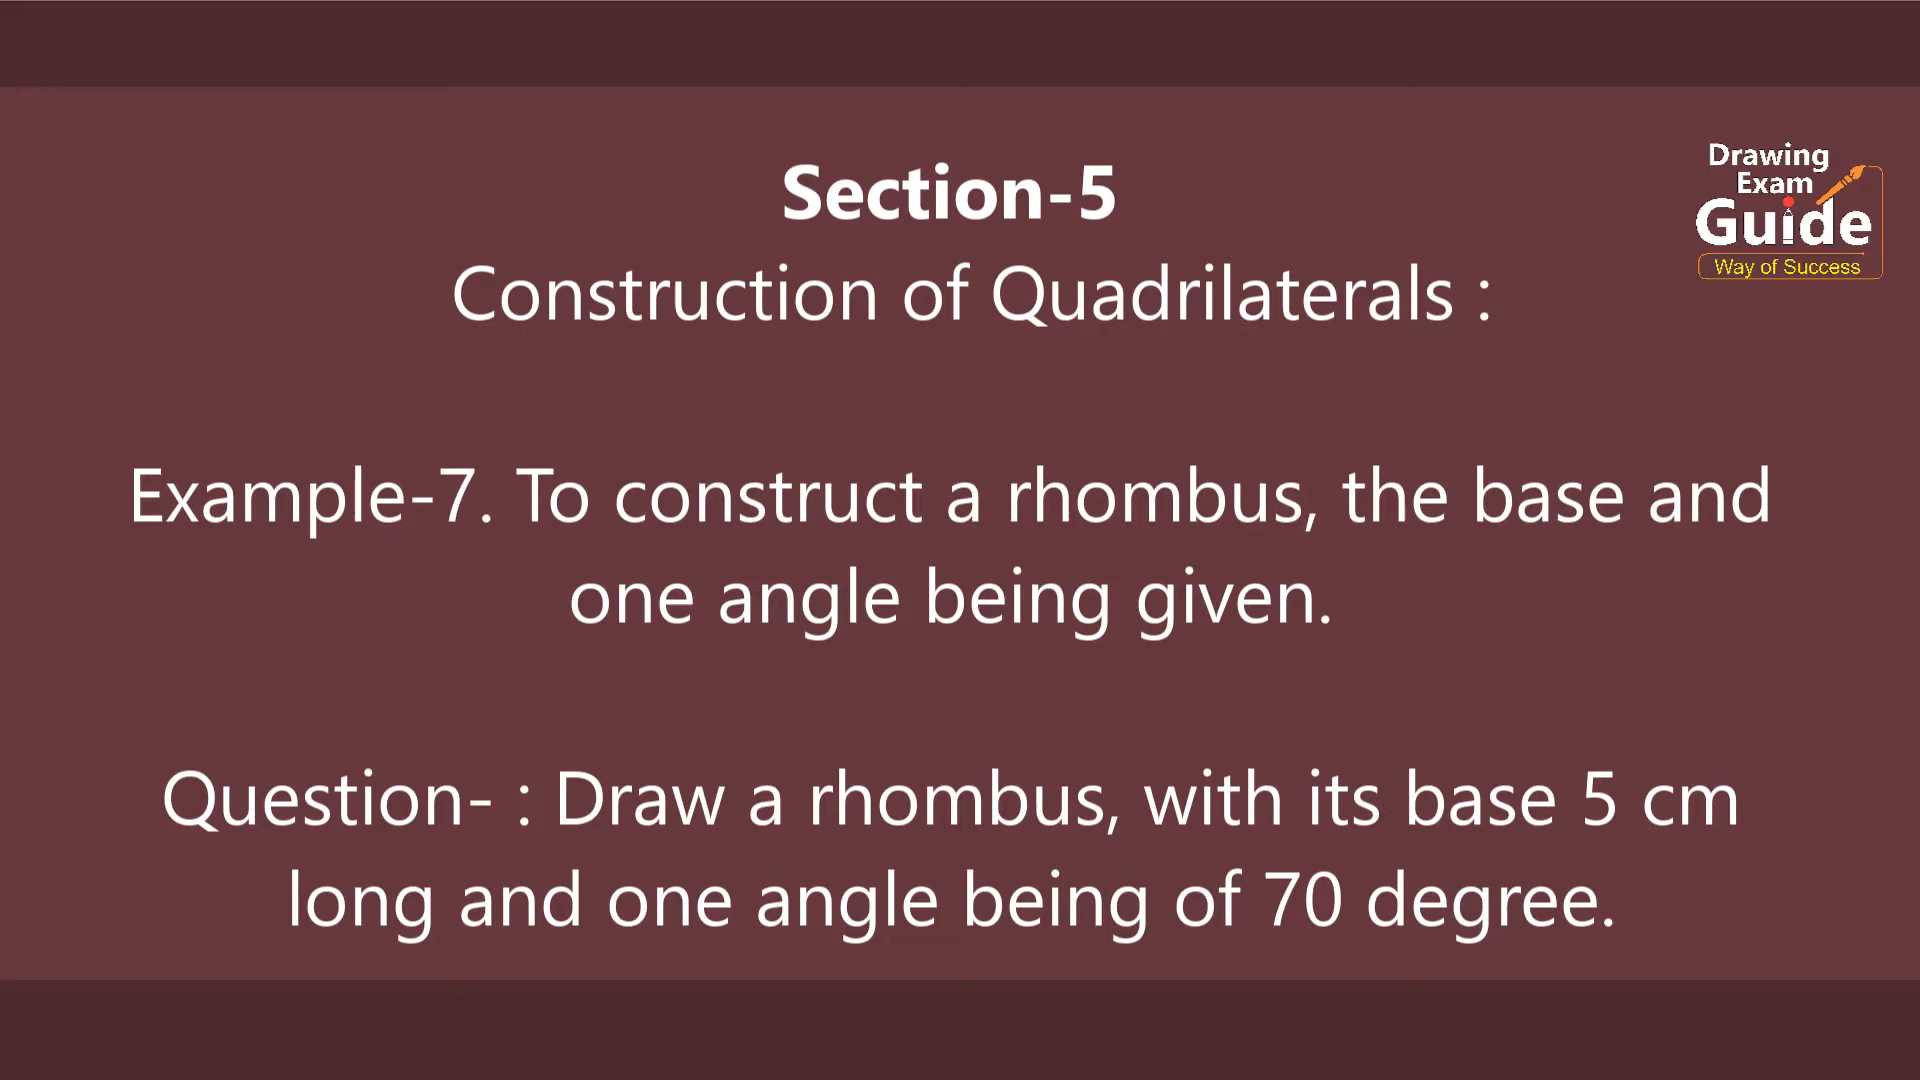 Drawing
Exam
Guide
Way of Success
Section-5
Construction of Quadrilaterals :
Example-7. To construct a rhombus, the base and
one angle being given.
Question- : Draw a rhombus, with its base 5 cm
long and one angle being of 70 degree.